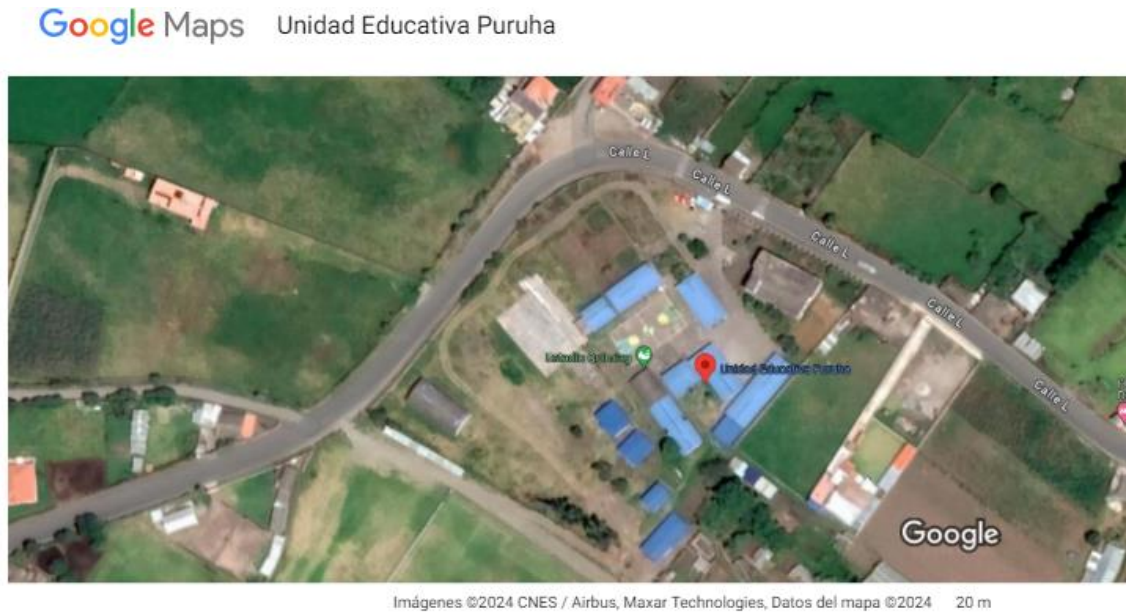 Google Maps Unidad Educativa Puruha
Calle L
Calle L
Calle L
Calle L
Estadio
Unidad Educativa Puruha
Calle L
Google
Imágenes ©2024 CNES / Airbus, Maxar Technologies, Datos del mapa ©2024 20 m